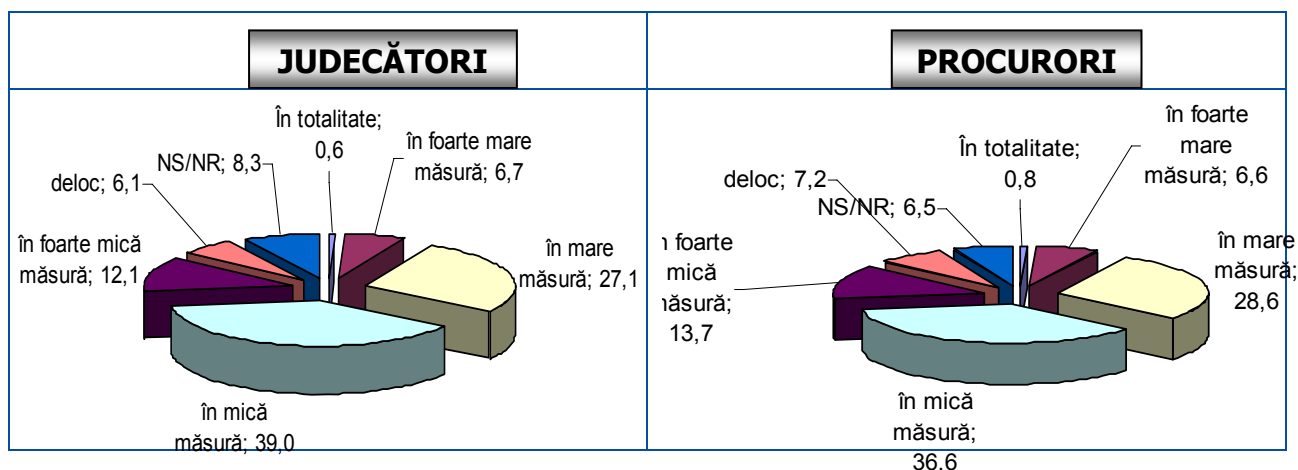 JUDECĂTORI
În totalitate;
0,6
în foarte mare
măsură; 6,7
NS/NR; 8,3
deloc; 6,1
în foarte mică
măsură; 12,1
în mare
măsură; 27,1
în mică
măsură; 39,0
PROCURORI
în foarte
mare
măsură; 6,6
În totalitate;
0,8
deloc; 7,2
NS/NR; 6,5
n foarte
mică
năsură;
13,7
în mare
măsură;
28,6
în mică
măsură;
36,6